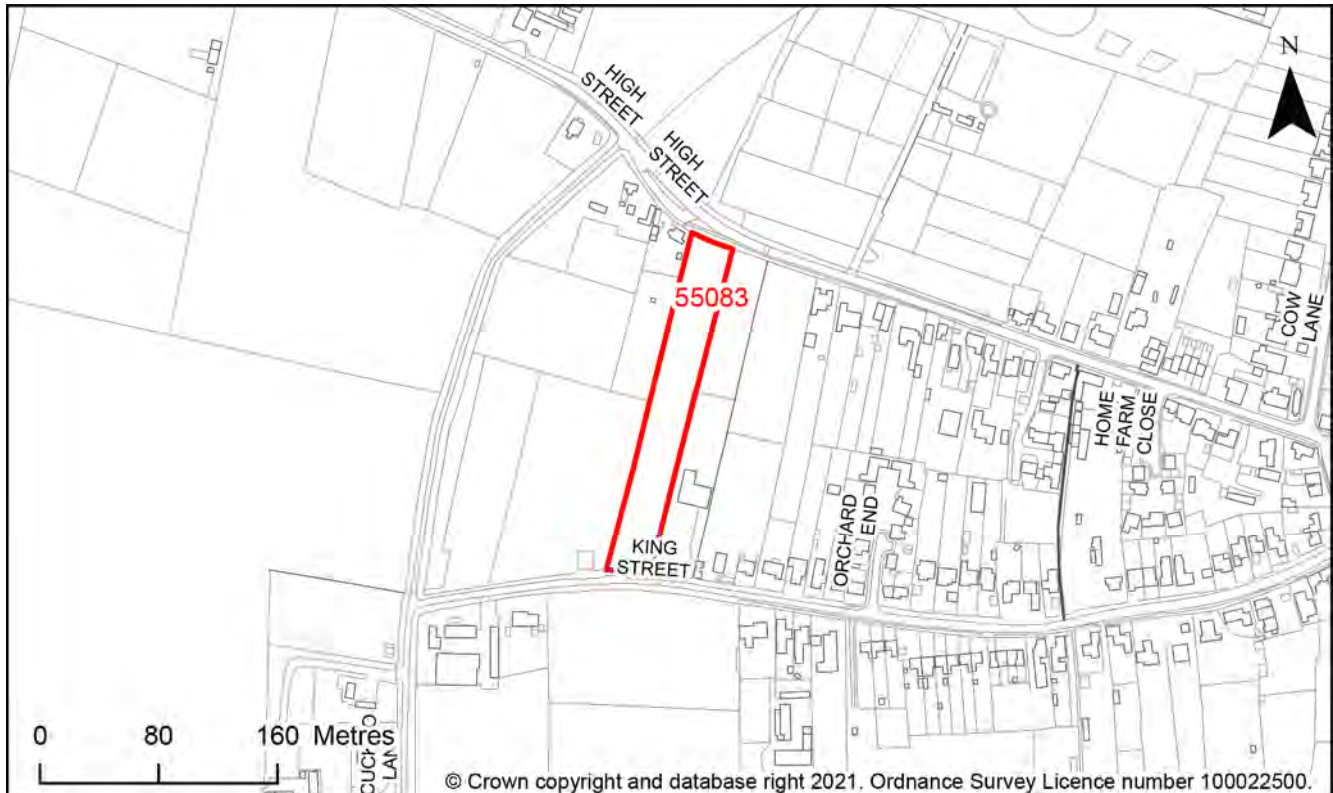 N
HIGH
STREET
HIGH
STREET
55083
COW
LANE
HOME
FARM
CLOSE
ORCHARD
END
KING
STREET
0 80 160 Metres
© Crown copyright and database right 2021. Ordnance Survey Licence number 100022500.